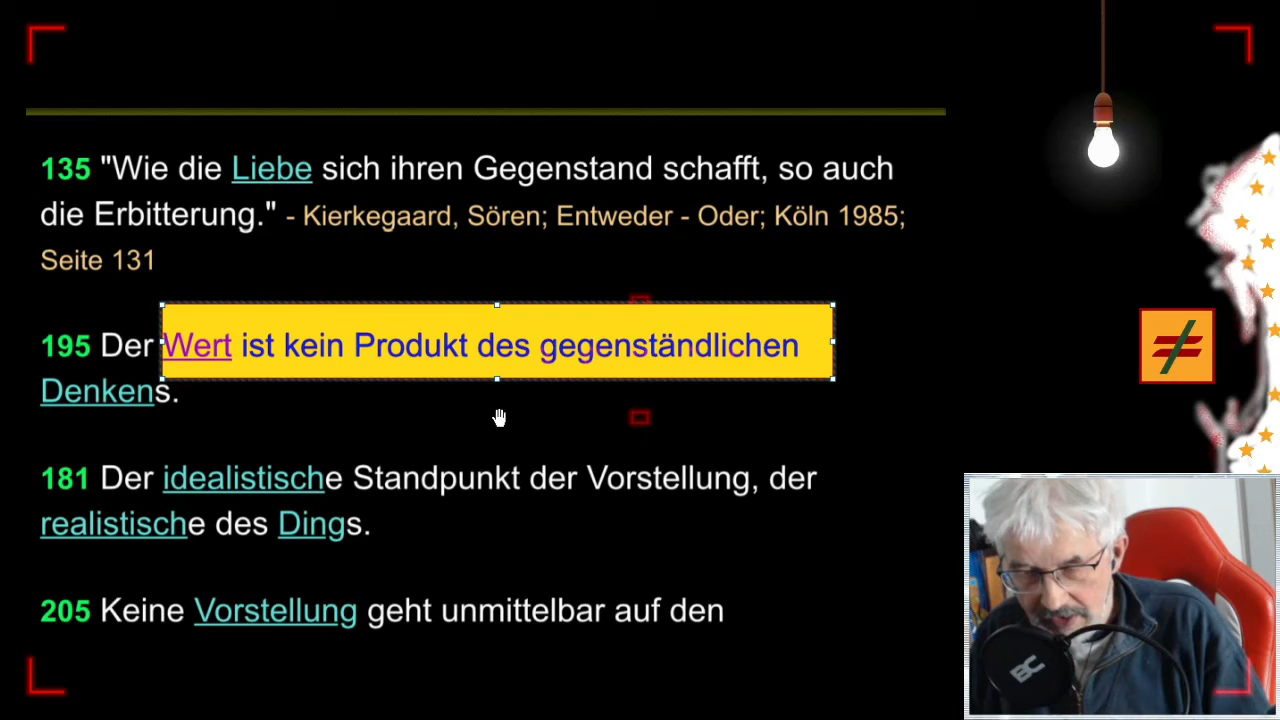 135 "Wie die Liebe sich ihren Gegenstand schafft, so auch
die Erbitterung." - Kierkegaard, Sören; Entweder - Oder; Köln 1985;
Seite 131
195 Der Wert ist kein Produkt des gegenständlichen
Denkens.
≠
181 Der idealistische Standpunkt der Vorstellung, der
realistische des Dings.
205 Keine Vorstellung geht unmittelbar auf den
BC